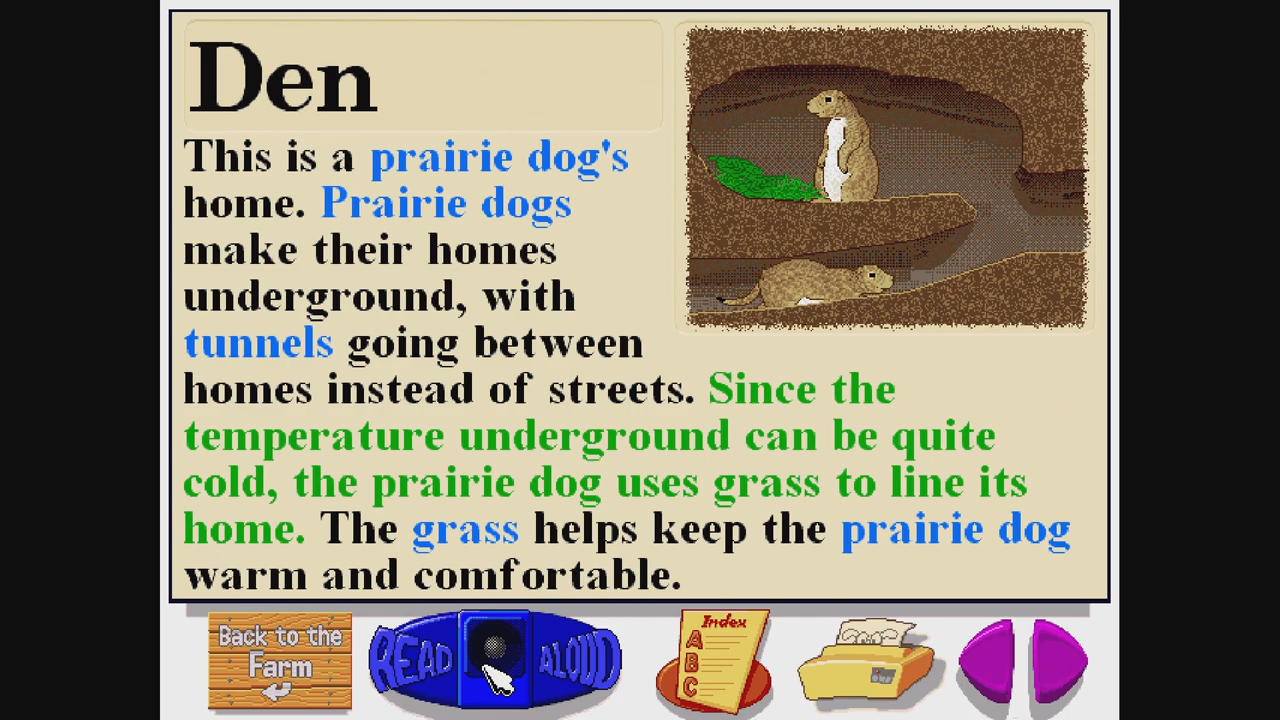 Den
This is a prairie dog's
home. Prairie dogs
make their homes
underground, with
tunnels going between
homes instead of streets. Since the
temperature underground can be quite
cold, the prairie dog uses grass to line its
home. The grass helps keep the prairie dog
warm and comfortable.
Back to the
Farm
READ ALOUD
Index
A
B
C